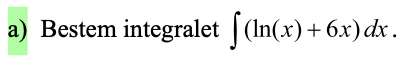 a) Bestem integralet ∫(ln(x)+6x)dx.